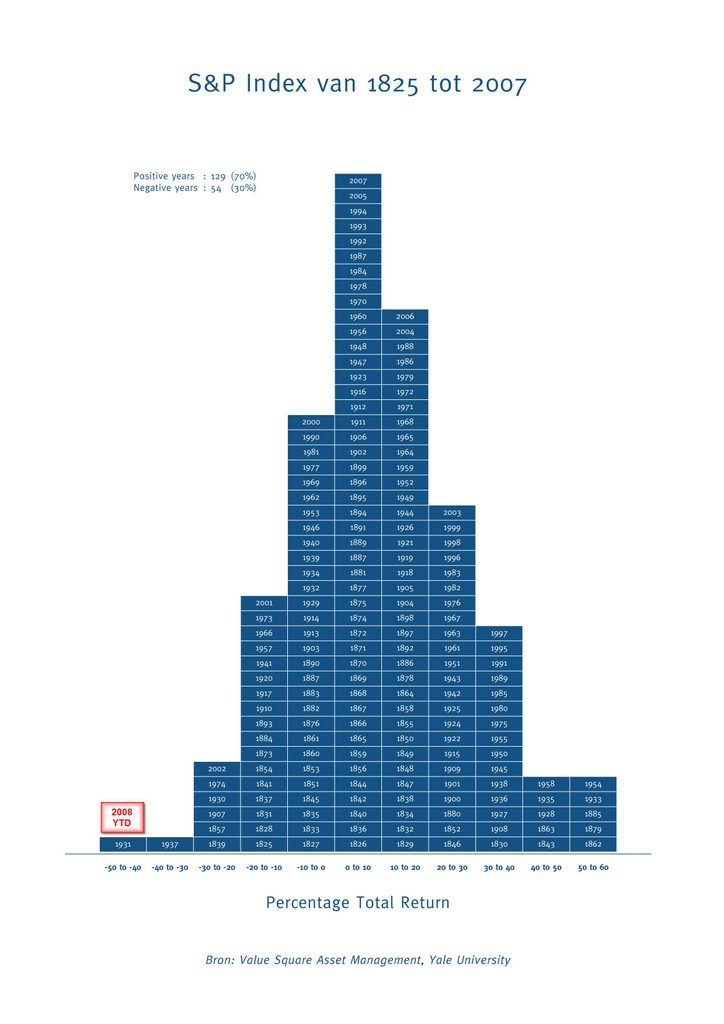 S&P Index van 1825 tot 2007
Positive years : 129 (70%)
Negative years : 54 (30%)
2007
2005
1994
1993
1992
1987
1984
1978
1970
1960 2006
1956 2004
1948 1988
1947 1986
1923 1979
1916 1972
1912 1971
2000 1911 1968
1990 1906 1965
1981 1902 1964
1977 1899 1959
1969 1896 1952
1962 1895 1949
1953 1894 1944 2003
1946 1891 1926 1999
1940 1889 1921 1998
1939 1887 1919 1996
1934 1881 1918 1983
1932 1877 1905 1982
2001 1929 1875 1904 1976
1973 1914 1874 1898 1967
1966 1913 1872 1897 1963 1997
1957 1903 1871 1892 1961 1995
1941 1890 1870 1886 1951 1991
1920 1887 1869 1878 1943 1989
1917 1883 1868 1864 1942 1985
1910 1882 1867 1858 1925 1980
1893 1876 1866 1855 1924 1975
1884 1861 1865 1850 1922 1955
1873 1860 1859 1849 1915 1950
2002 1854 1853 1856 1848 1909 1945
1974 1841 1851 1844 1847 1901 1938 1958 1954
1930 1837 1845 1842 1838 1900 1936 1935 1933
2008
YTD
1907 1831 1835 1840 1834 1880 1927 1928 1885
1857 1828 1833 1836 1832 1852 1908 1863 1879
1931 1937 1839 1825 1827 1826 1829 1846 1830 1843 1862
-50 to -40 -40 to -30 -30 to -20 -20 to -10 -10 to 0 0 to 10 10 to 20 20 to 30 30 to 40 40 to 50 50 to 60
Percentage Total Return
Bron: Value Square Asset Management, Yale University